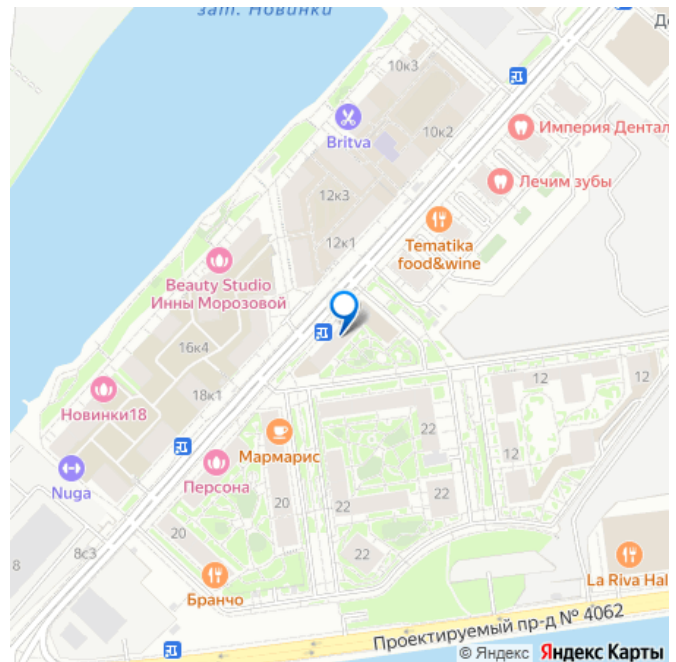 зат. Новинки
До
10к3
Britva
10к2
Империя Дентал
Лечим зубы
12к3
12к1
Tematika
food&wine
Beauty Studio
Инны Морозовой
16к4
18к1
Новинки18
12
12
22
Мармарис
12
Nuga
Персона
22
20
22
22
20
8с3
8
22
La Riva Hal
Бранчо
Проектируемый пр-д № 4062
© Яндекс Яндекс Карты